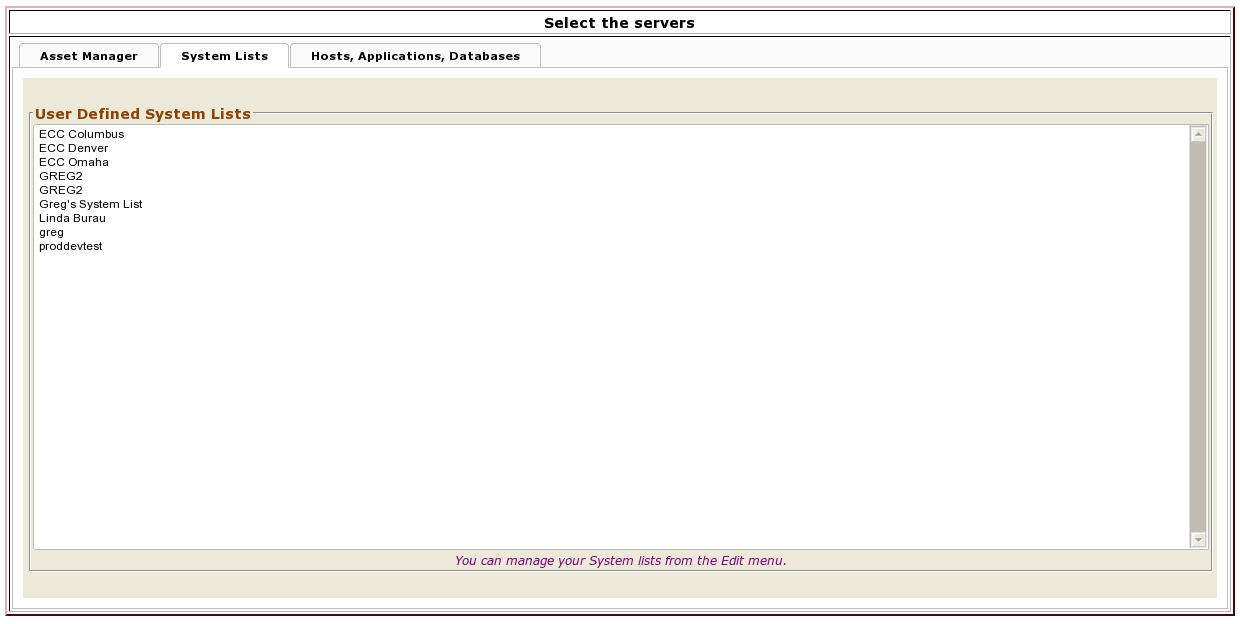 Select the servers
Asset Manager System Lists Hosts, Applications, Databases
User Defined System Lists
ECC Columbus
ECC Denver
ECC Omaha
GREG2
GREG2
Greg's System List
Linda Burau
greg
proddevtest
You can manage your System lists from the Edit menu.